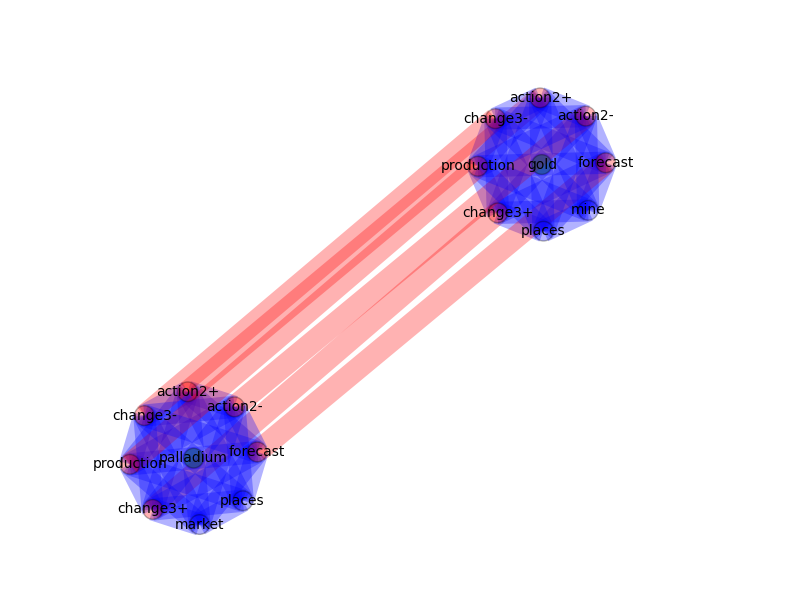 action2+
change3-
action2-
production
gold
forecast
change3+
mine
places
action2+
change3-
action2-
production
palladium
forecast
change3+
places
market